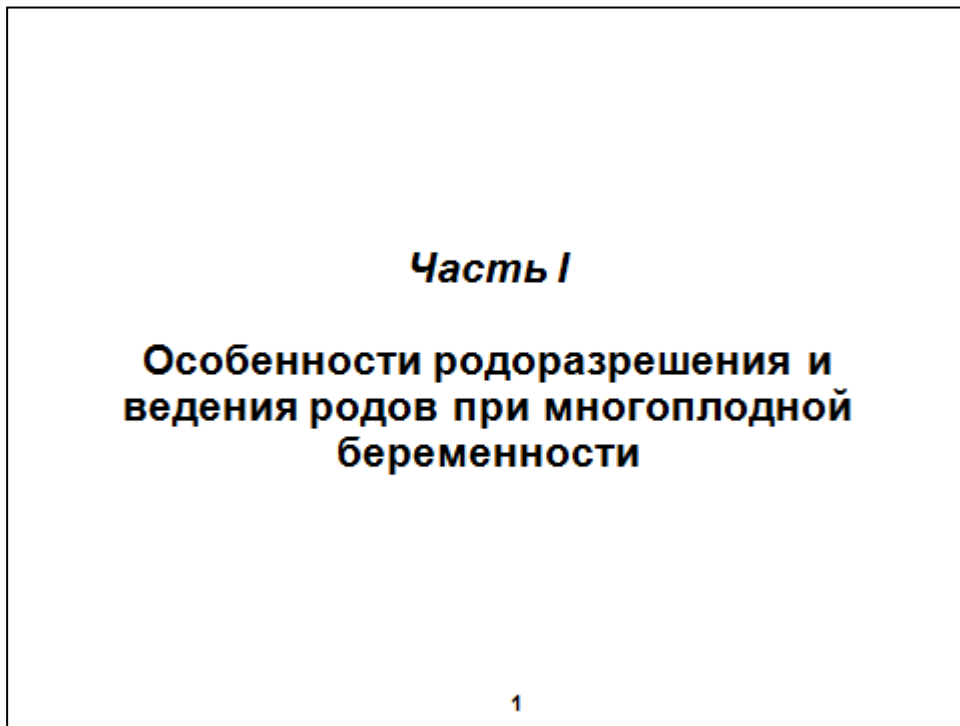 Часть I
Особенности родоразрешения и
ведения родов при многоплодной
беременности
1